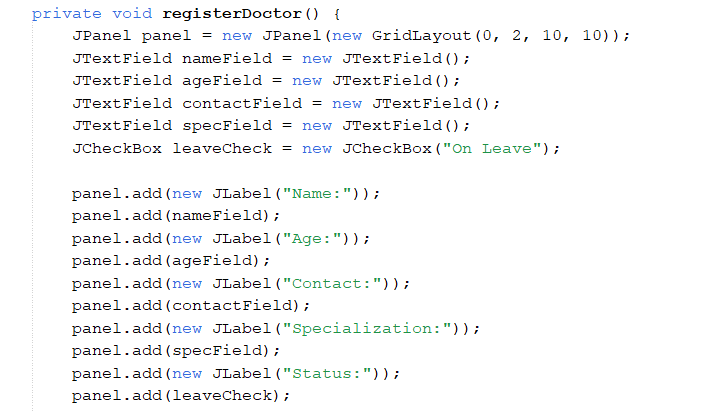 private void registerDoctor() {
    JPanel panel = new JPanel(new GridLayout(0, 2, 10, 10));
    JTextField nameField = new JTextField();
    JTextField ageField = new JTextField();
    JTextField contactField = new JTextField();
    JTextField specField = new JTextField();
    JCheckBox leaveCheck = new JCheckBox("On Leave");

    panel.add(new JLabel("Name:"));
    panel.add(nameField);
    panel.add(new JLabel("Age:"));
    panel.add(ageField);
    panel.add(new JLabel("Contact:"));
    panel.add(contactField);
    panel.add(new JLabel("Specialization:"));
    panel.add(specField);
    panel.add(new JLabel("Status:"));
    panel.add(leaveCheck);